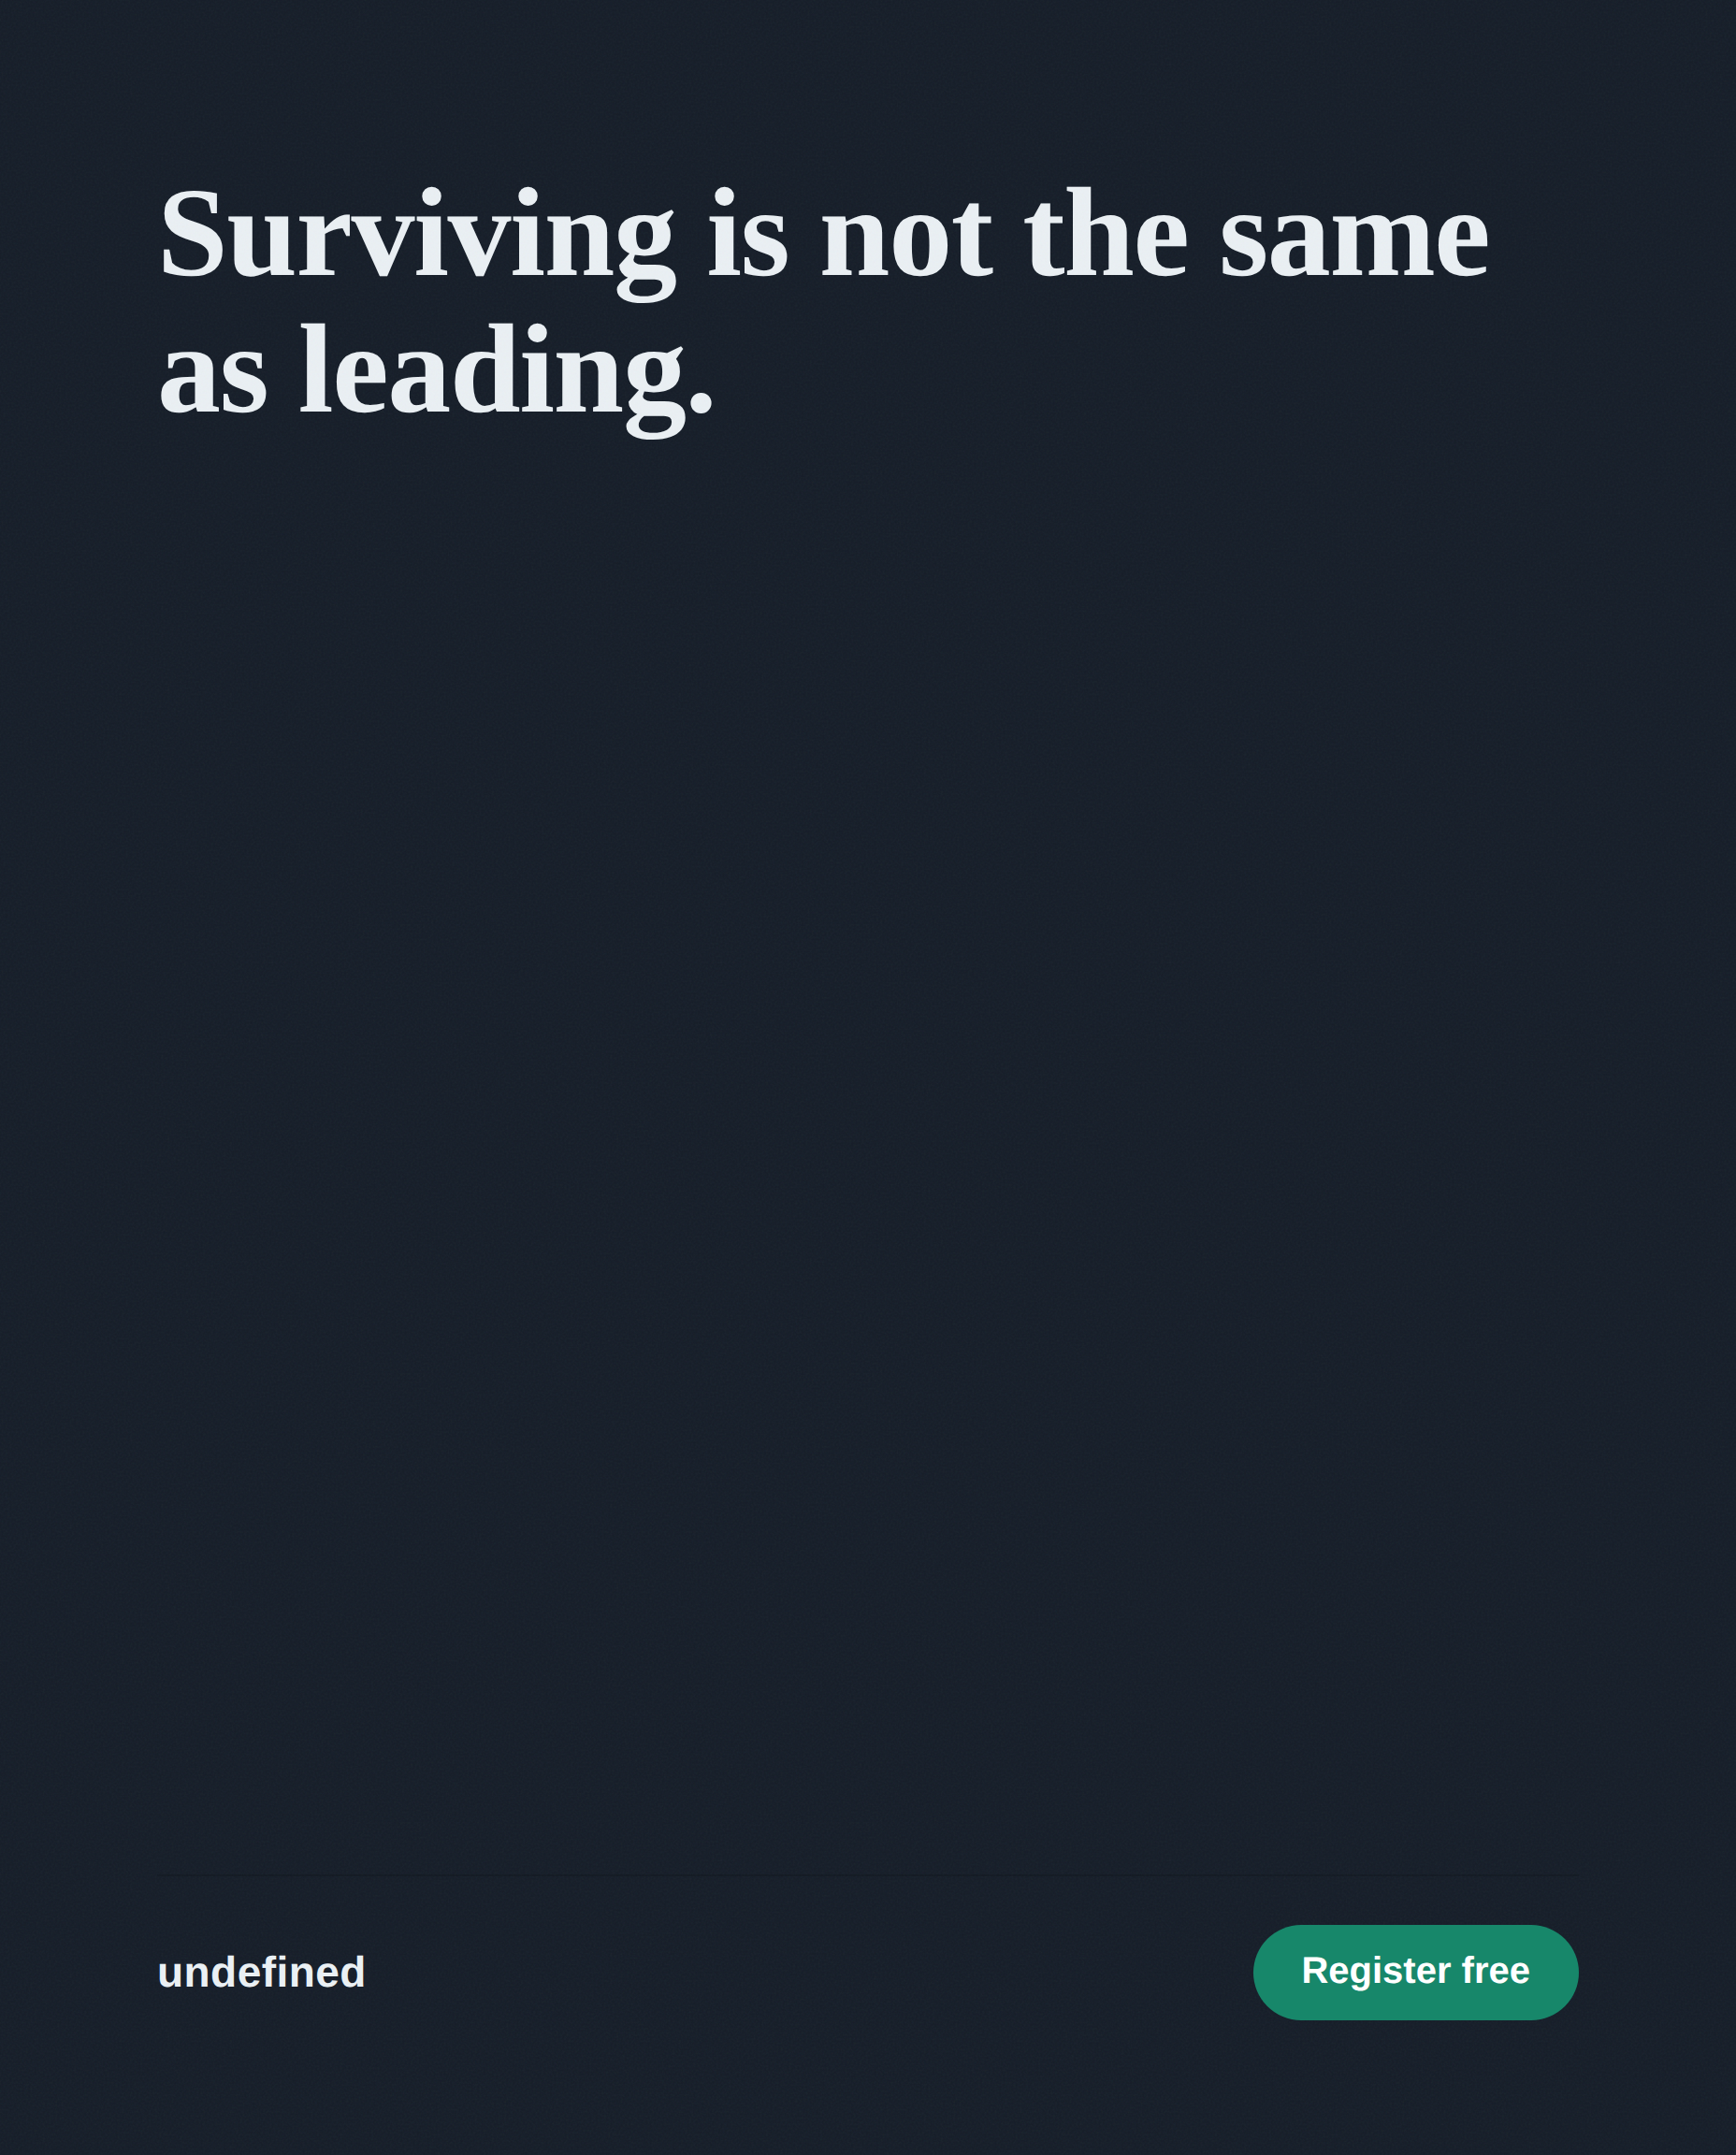 Surviving is not the same
as leading.
undefined
Register free